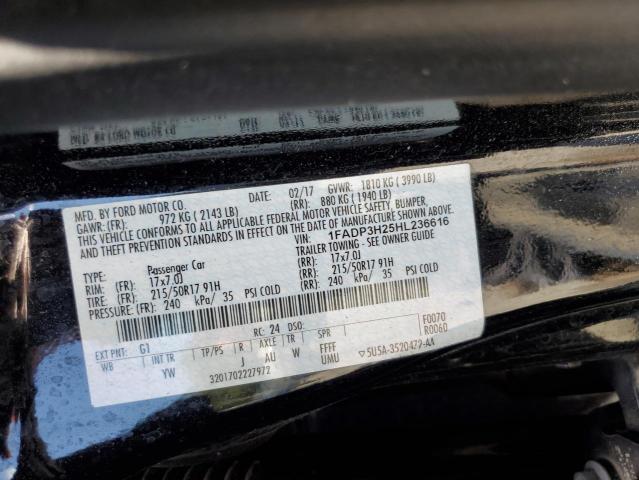 MFD. BY FORD MOTOR CO. DATE: 02/17 GVWR: 1810 KG ( 3990 LB)
GAWR: (FR): 972 KG ( 2143 LB) (RR): 880 KG ( 1940 LB)
THIS VEHICLE CONFORMS TO ALL APPLICABLE FEDERAL MOTOR VEHICLE SAFETY, BUMPER,
AND THEFT PREVENTION STANDARDS IN EFFECT ON THE DATE OF MANUFACTURE SHOWN ABOVE.
VIN: 1FADP3H25HL236616
TYPE: Passenger Car TRAILER TOWING -- SEE OWNER GUIDE
RIM: (FR): 17x7.0J (RR): 17x7.0J
TIRE: (FR): 215/50R17 91H (RR): 215/50R17 91H
PRESSURE: (FR): 240 kPa/ 35 PSI COLD (RR): 240 kPa/ 35 PSI COLD
EXT PNT: G1 RC: 24 DSO: F0070
WB INT TR TP/PS R AXLE TR SPR R0060
YW J AU W FFFF
UMU 5U5A-3520472-AA
3201702227972